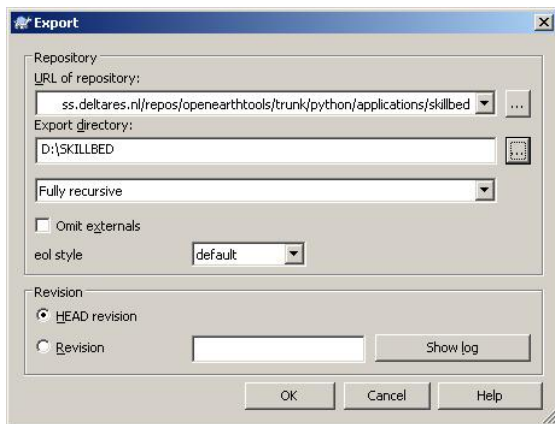 Export
Repository
URL of repository:
ss.deltares.nl/repos/openearthtools/trunk/python/applications/skillbed
...
Export directory:
D:\SKILLBED
...
Fully recursive
Omit externals
eol style
default
Revision
HEAD revision
Revision
Show log
OK
Cancel
Help